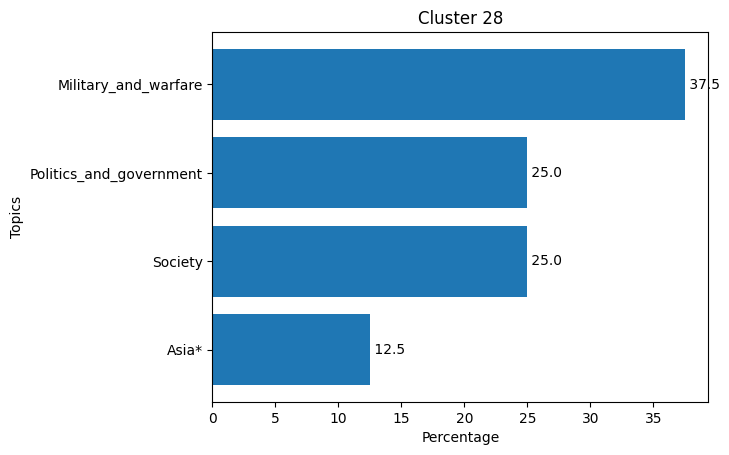 Cluster 28
Topics
Military_and_warfare
37.5
Politics_and_government
25.0
Society
25.0
Asia*
12.5
0 5 10 15 20 25 30 35
Percentage